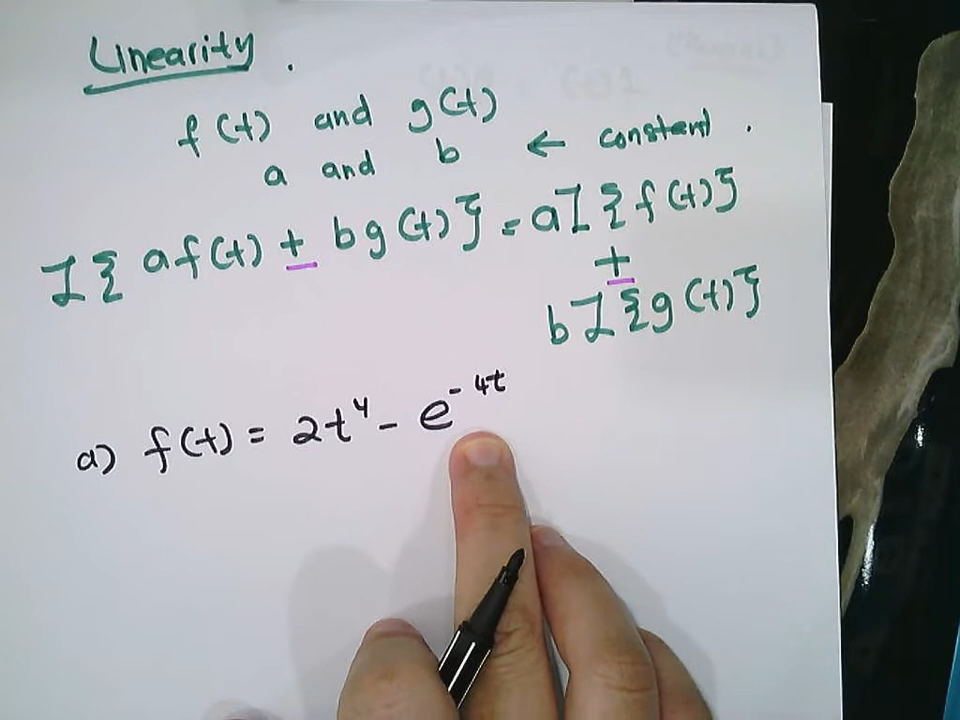 Linearity .
f(t) and g(t)
a and b ← constant .
ℒ{ af(t) + bg(t)} = aℒ{f(t)}
+
bℒ{g(t)}
a) f(t) = 2t⁴ - e⁻⁴ᵗ